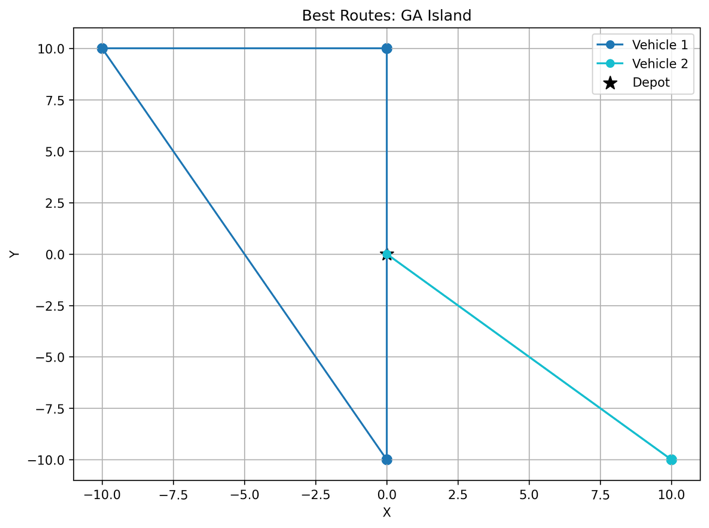 Best Routes: GA Island
Vehicle 1
Vehicle 2
Depot
10.0
7.5
5.0
2.5
0.0
−2.5
−5.0
−7.5
−10.0
Y
−10.0 −7.5 −5.0 −2.5 0.0 2.5 5.0 7.5 10.0
X